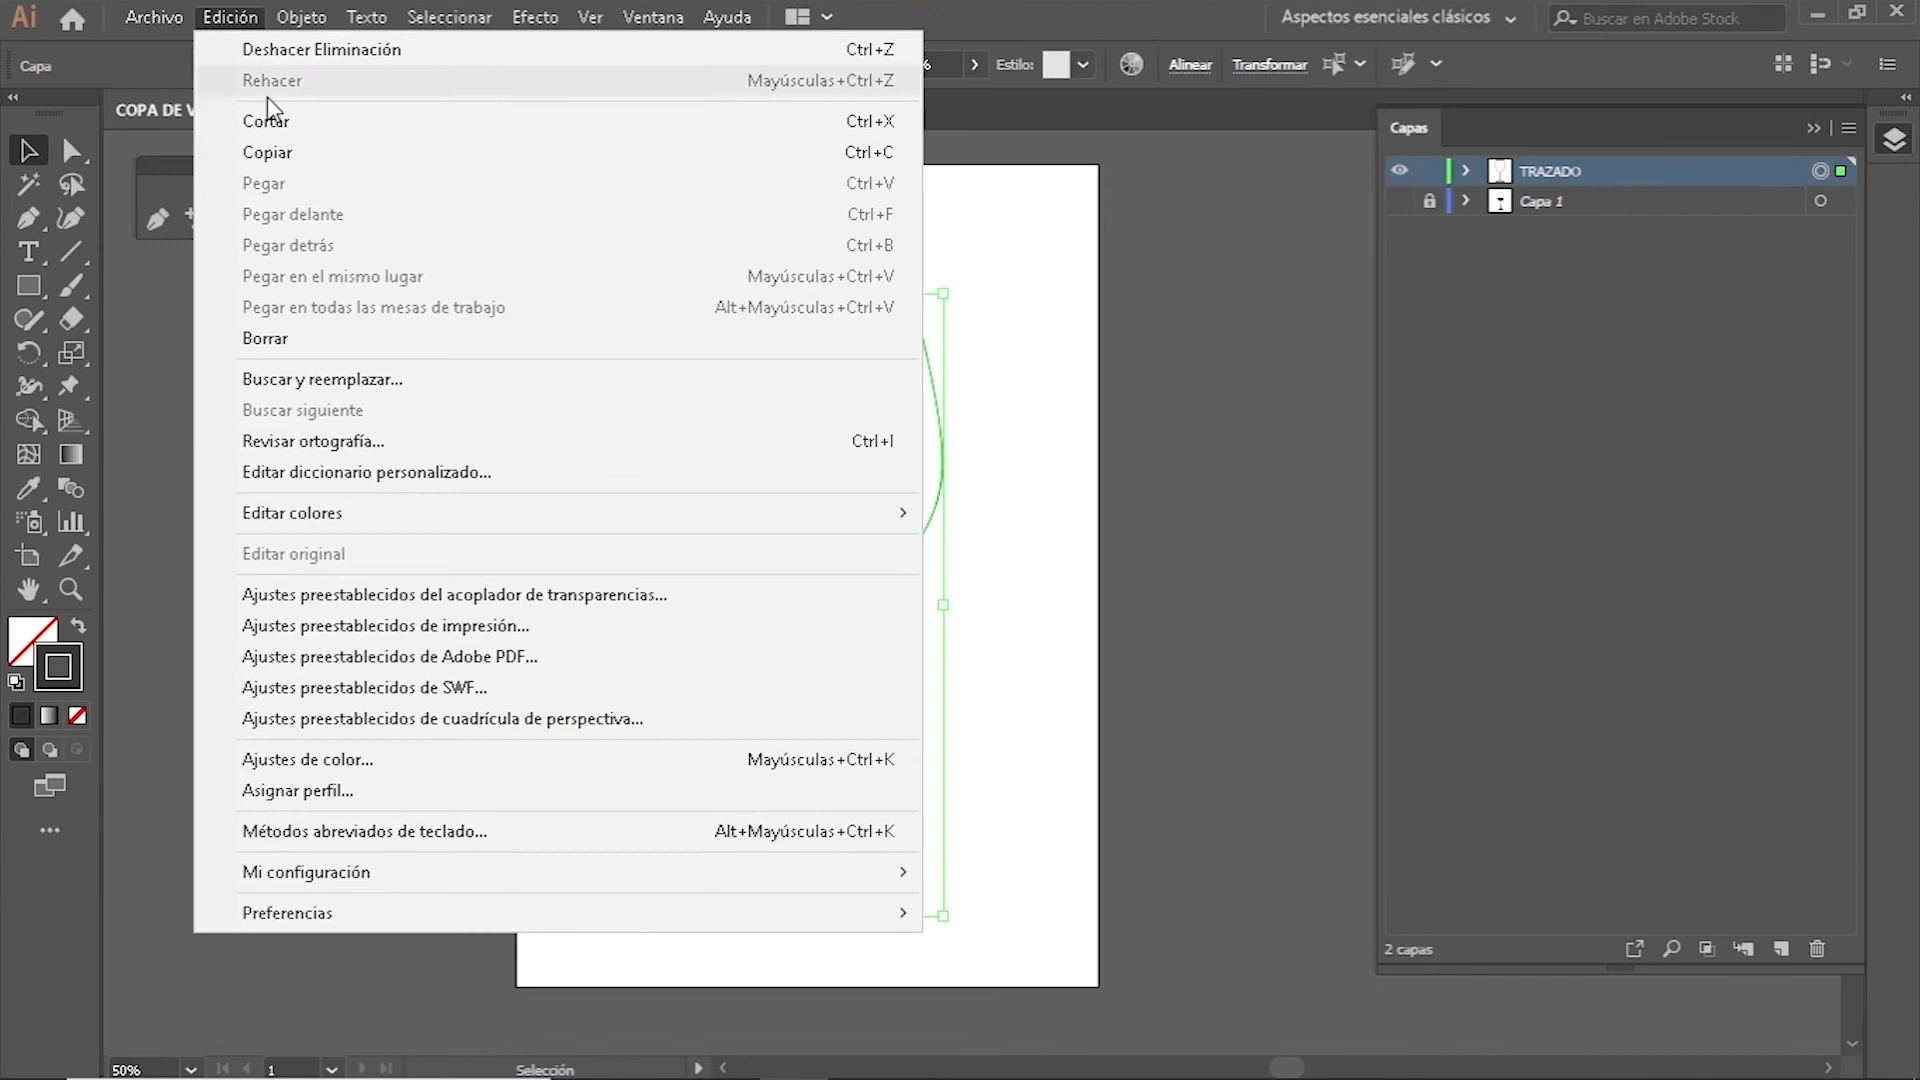 Ai Archivo Edición Objeto Texto Seleccionar Efecto Ver Ventana Ayuda Aspectos esenciales clásicos Buscar en Adobe Stock
Capa % Estilo: Alinear Transformar
COPA DE V
Deshacer Eliminación Ctrl+Z
Rehacer Mayúsculas+Ctrl+Z
Cortar Ctrl+X
Copiar Ctrl+C
Pegar Ctrl+V
Pegar delante Ctrl+F
Pegar detrás Ctrl+B
Pegar en el mismo lugar Mayúsculas+Ctrl+V
Pegar en todas las mesas de trabajo Alt+Mayúsculas+Ctrl+V
Borrar
Buscar y reemplazar...
Buscar siguiente
Revisar ortografía... Ctrl+I
Editar diccionario personalizado...
Editar colores
Editar original
Ajustes preestablecidos del acoplador de transparencias...
Ajustes preestablecidos de impresión...
Ajustes preestablecidos de Adobe PDF...
Ajustes preestablecidos de SWF...
Ajustes preestablecidos de cuadrícula de perspectiva...
Ajustes de color... Mayúsculas+Ctrl+K
Asignar perfil...
Métodos abreviados de teclado... Alt+Mayúsculas+Ctrl+K
Mi configuración
Preferencias
Capas
TRAZADO
Capa 1
2 capas
50% 1 Selección